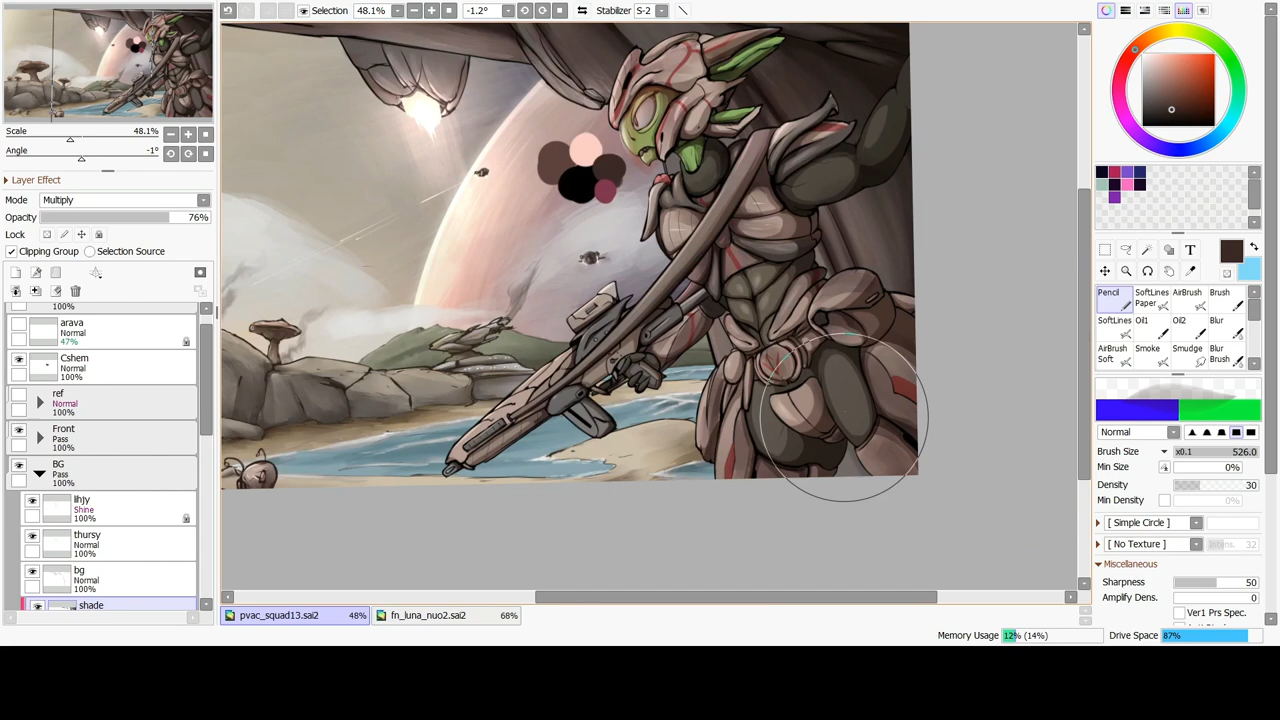 Selection 48.1% -1.2° Stabilizer S-2
Scale 48.1%
Angle -1°
Layer Effect
Mode Multiply
Opacity 76%
Lock
Clipping Group Selection Source
100%
arava
Normal
47%
Cshem
Normal
100%
ref
Normal
100%
Front
Pass
100%
BG
Pass
100%
lihjy
Shine
100%
thursy
Normal
100%
bg
Normal
100%
shade
pvac_squad13.sai2 48% fn_luna_nuo2.sai2 68%
Memory Usage 12% (14%) Drive Space 87%
T
Pencil SoftLines Paper AirBrush Brush
SoftLines Oil1 Oil2 Blur
AirBrush Soft Smoke Smudge Blur Brush
Normal
Brush Size x0.1 526.0
Min Size 0%
Density 30
Min Density 0%
[ Simple Circle ]
[ No Texture ] Intens. 32
Miscellaneous
Sharpness 50
Amplify Dens. 0
Ver1 Prs Spec.